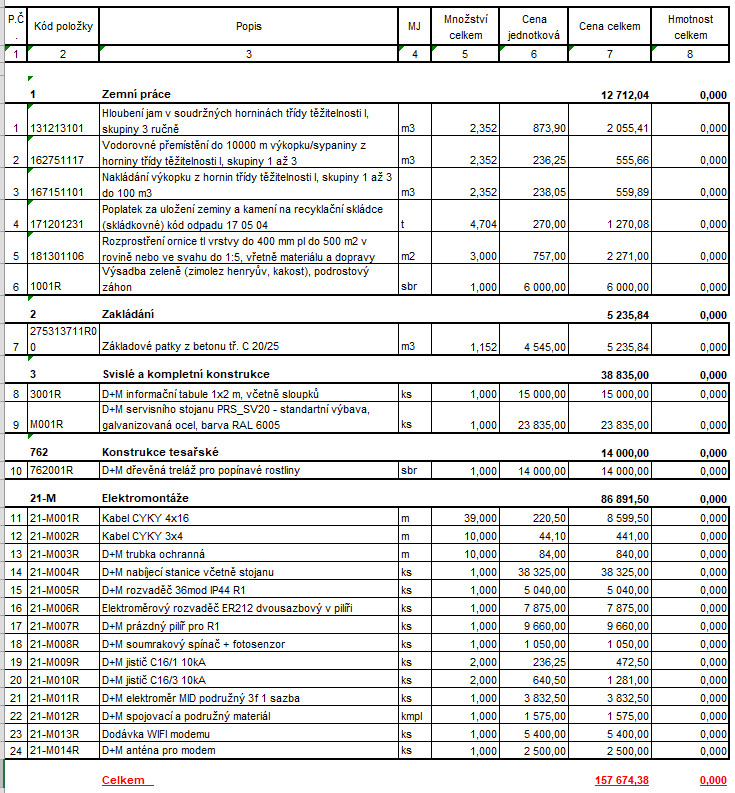 P.Č. Kód položky Popis MJ Množství celkem Cena jednotková Cena celkem Hmotnost celkem
1 2 3 4 5 6 7 8
1 Zemní práce 12 712,04 0,000
1 131213101 Hloubení jam v soudržných horninách třídy těžitelnosti I, skupiny 3 ručně m3 2,352 873,90 2 055,41 0,000
2 162751117 Vodorovné přemístění do 10000 m výkopku/sypaniny z horniny třídy těžitelnosti I, skupiny 1 až 3 m3 2,352 236,25 555,66 0,000
3 167151101 Nakládání výkopku z hornin třídy těžitelnosti I, skupiny 1 až 3 do 100 m3 m3 2,352 238,05 559,89 0,000
4 171201231 Poplatek za uložení zeminy a kamení na recyklační skládce (skládkovné) kód odpadu 17 05 04 t 4,704 270,00 1 270,08 0,000
5 181301106 Rozprostření ornice tl vrstvy do 400 mm pl do 500 m2 v rovině nebo ve svahu do 1:5, vřetně materiálu a dopravy m2 3,000 757,00 2 271,00 0,000
6 1001R Výsadba zeleně (zimolez henryův, kakost), podrostový záhon sbr 1,000 6 000,00 6 000,00 0,000
2 Zakládání 5 235,84 0,000
7 275313711R00 Základové patky z betonu tř. C 20/25 m3 1,152 4 545,00 5 235,84 0,000
3 Svislé a kompletní konstrukce 38 835,00 0,000
8 3001R D+M informační tabule 1x2 m, včetně sloupků ks 1,000 15 000,00 15 000,00 0,000
9 M001R D+M servisního stojanu PRS_SV20 - standartní výbava, galvanizovaná ocel, barva RAL 6005 ks 1,000 23 835,00 23 835,00 0,000
762 Konstrukce tesařské 14 000,00 0,000
10 762001R D+M dřevěná treláž pro popínavé rostliny sbr 1,000 14 000,00 14 000,00 0,000
21-M Elektromontáže 86 891,50 0,000
11 21-M001R Kabel CYKY 4x16 m 39,000 220,50 8 599,50 0,000
12 21-M002R Kabel CYKY 3x4 m 10,000 44,10 441,00 0,000
13 21-M003R D+M trubka ochranná m 10,000 84,00 840,00 0,000
14 21-M004R D+M nabíjecí stanice včetně stojanu ks 1,000 38 325,00 38 325,00 0,000
15 21-M005R D+M rozvaděč 36mod IP44 R1 ks 1,000 5 040,00 5 040,00 0,000
16 21-M006R Elektroměrový rozvaděč ER212 dvousazbový v pilíři ks 1,000 7 875,00 7 875,00 0,000
17 21-M007R D+M prázdný pilíř pro R1 ks 1,000 9 660,00 9 660,00 0,000
18 21-M008R D+M soumrakový spínač + fotosenzor ks 1,000 1 050,00 1 050,00 0,000
19 21-M009R D+M jistič C16/1 10kA ks 2,000 236,25 472,50 0,000
20 21-M010R D+M jistič C16/3 10kA ks 2,000 640,50 1 281,00 0,000
21 21-M011R D+M elektroměr MID podružný 3f 1 sazba ks 1,000 3 832,50 3 832,50 0,000
22 21-M012R D+M spojovací a podružný materiál kmpl 1,000 1 575,00 1 575,00 0,000
23 21-M013R Dodávka WIFI modemu ks 1,000 5 400,00 5 400,00 0,000
24 21-M014R D+M anténa pro modem ks 1,000 2 500,00 2 500,00 0,000
Celkem 157 674,38 0,000